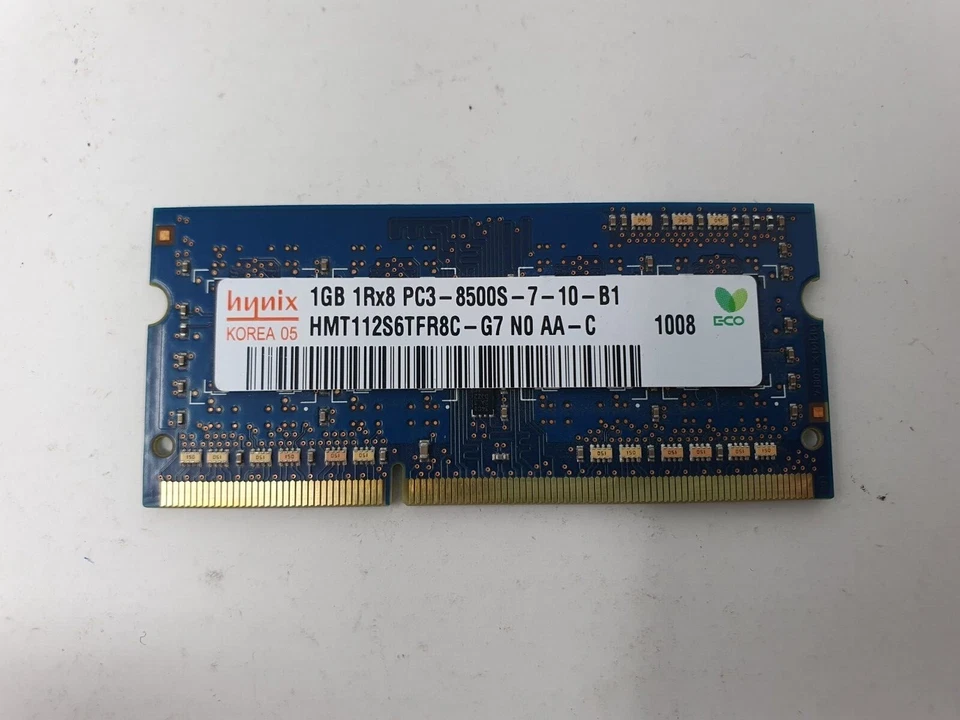 hynix
KOREA 05
1GB 1Rx8 PC3-8500S-7-10-B1
HMT112S6TFR8C-G7 N0 AA-C
1008
ECO